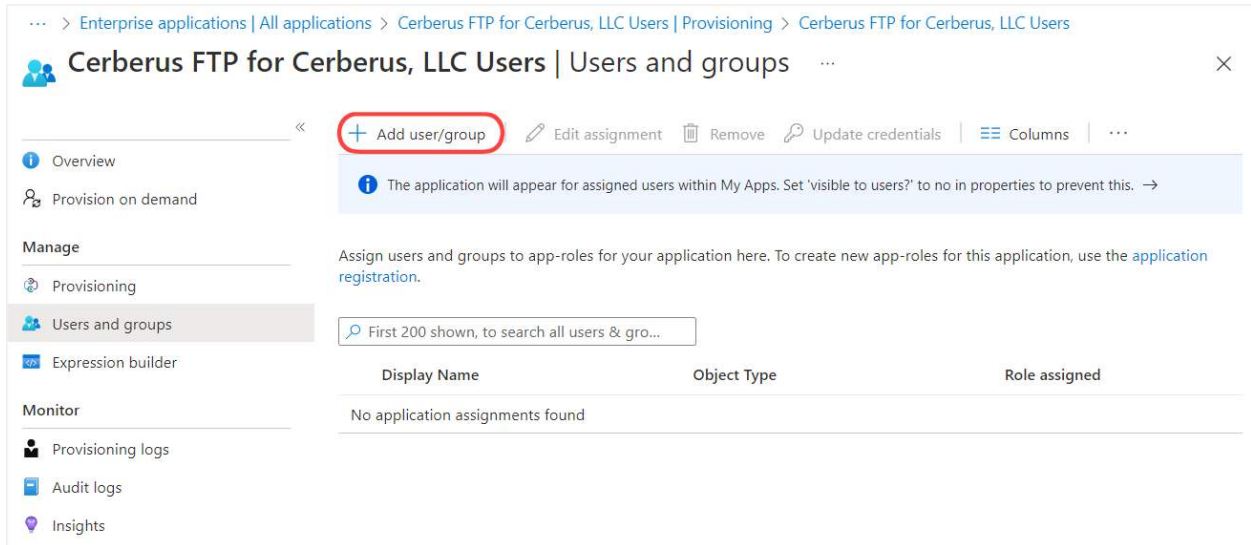 ··· > Enterprise applications | All applications > Cerberus FTP for Cerberus, LLC Users | Provisioning > Cerberus FTP for Cerberus, LLC Users
Cerberus FTP for Cerberus, LLC Users | Users and groups ···
Overview
Provision on demand
Manage
Provisioning
Users and groups
Expression builder
Monitor
Provisioning logs
Audit logs
Insights
+ Add user/group Edit assignment Remove Update credentials Columns ···
The application will appear for assigned users within My Apps. Set 'visible to users?' to no in properties to prevent this. →
Assign users and groups to app-roles for your application here. To create new app-roles for this application, use the application
registration.
First 200 shown, to search all users & gro...
Display Name Object Type Role assigned
No application assignments found